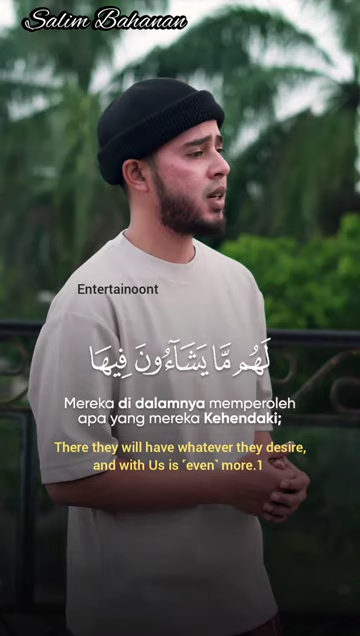 Salim Bahanan
Entertainoont
لَهُم مَّا يَشَآءُونَ فِيهَا
Mereka di dalamnya memperoleh
apa yang mereka Kehendaki;
There they will have whatever they desire,
and with Us is ˹even˺ more.1